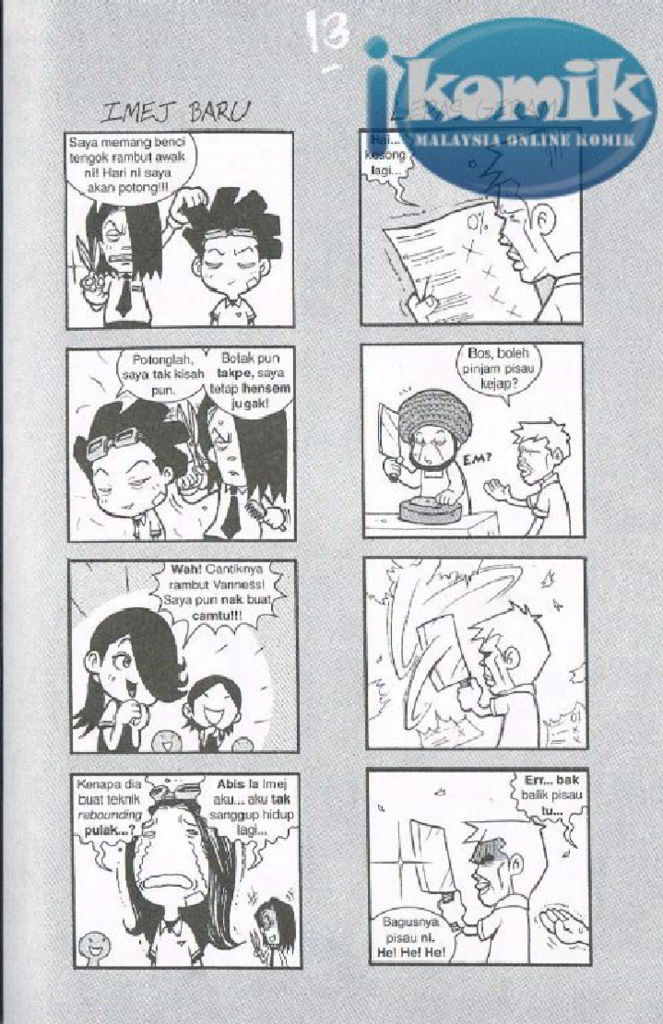 13
IMEJ BARU
Saya memang benci
tengok rambut awak
ni! Hari ni saya
akan potong!!!
Potonglah,
saya tak kisah
pun.
Botak pun
takpe, saya
tetap hensem
jugak!
Wah! Cantiknya
rambut Vanness!
Saya pun nak buat
camtu!!!
Kenapa dia
buat teknik
rebounding
pulak...?
Abis la Imej
aku... aku tak
sanggup hidup
lagi...
ikomik
MALAYSIA ONLINE KOMIK
kosong
lagi...
0%
Bos, boleh
pinjam pisau
kejap?
EM?
Err... bak
balik pisau
tu...
Bagusnya
pisau ni.
He! He! He!